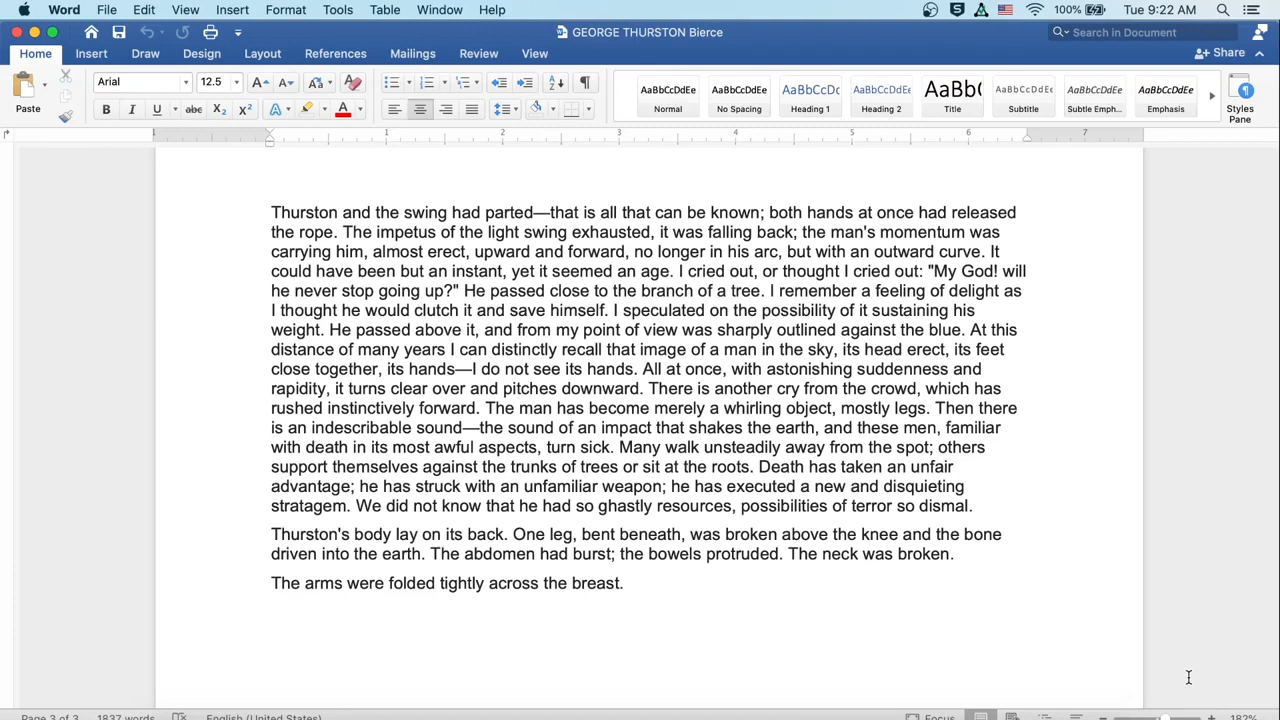 Word File Edit View Insert Format Tools Table Window Help 100% Tue 9:22 AM
GEORGE THURSTON Bierce Search in Document
Home Insert Draw Design Layout References Mailings Review View Share
Paste Arial 12.5 A A Aa A AaBbCcDdEe AaBbCcDdEe AaBbCcDc AaBbCcDdEe AaBb( AaBbCcDdEe AaBbCcDdEe AaBbCcDdEe
B I U abc X2 X2 A A Normal No Spacing Heading 1 Heading 2 Title Subtitle Subtle Emph... Emphasis Styles Pane
1 1 2 3 4 5 6 7
Thurston and the swing had parted—that is all that can be known; both hands at once had released
the rope. The impetus of the light swing exhausted, it was falling back; the man's momentum was
carrying him, almost erect, upward and forward, no longer in his arc, but with an outward curve. It
could have been but an instant, yet it seemed an age. I cried out, or thought I cried out: "My God! will
he never stop going up?" He passed close to the branch of a tree. I remember a feeling of delight as
I thought he would clutch it and save himself. I speculated on the possibility of it sustaining his
weight. He passed above it, and from my point of view was sharply outlined against the blue. At this
distance of many years I can distinctly recall that image of a man in the sky, its head erect, its feet
close together, its hands—I do not see its hands. All at once, with astonishing suddenness and
rapidity, it turns clear over and pitches downward. There is another cry from the crowd, which has
rushed instinctively forward. The man has become merely a whirling object, mostly legs. Then there
is an indescribable sound—the sound of an impact that shakes the earth, and these men, familiar
with death in its most awful aspects, turn sick. Many walk unsteadily away from the spot; others
support themselves against the trunks of trees or sit at the roots. Death has taken an unfair
advantage; he has struck with an unfamiliar weapon; he has executed a new and disquieting
stratagem. We did not know that he had so ghastly resources, possibilities of terror so dismal.
Thurston's body lay on its back. One leg, bent beneath, was broken above the knee and the bone
driven into the earth. The abdomen had burst; the bowels protruded. The neck was broken.
The arms were folded tightly across the breast.
Page 3 of 3 1837 words English (United States) Focus 182%